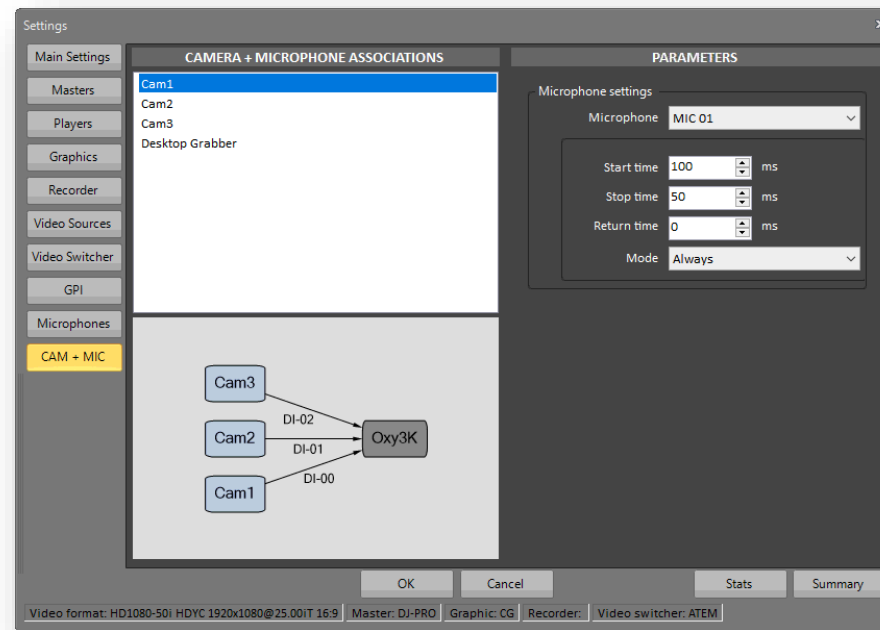 Settings
Main Settings
Masters
Players
Graphics
Recorder
Video Sources
Video Switcher
GPI
Microphones
CAM + MIC
CAMERA + MICROPHONE ASSOCIATIONS
Cam1
Cam2
Cam3
Desktop Grabber
Cam3
DI-02
Cam2
Oxy3K
DI-01
Cam1
DI-00
PARAMETERS
Microphone settings
Microphone MIC 01
Start time 100 ms
Stop time 50 ms
Return time 0 ms
Mode Always
OK Cancel Stats Summary
Video format: HD1080-50i HDYC 1920x1080@25.00iT 16:9 Master: DJ-PRO Graphic: CG Recorder: Video switcher: ATEM